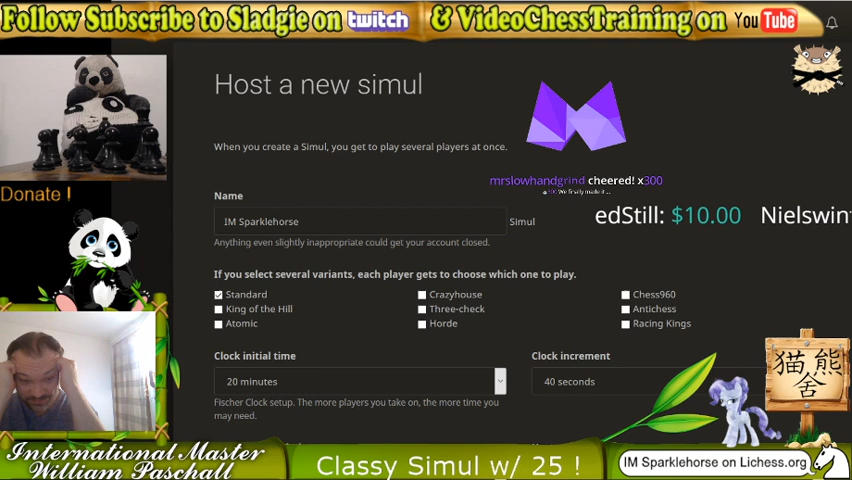 Follow Subscribe to Sladgie on twitch & VideoChessTraining on YouTube
Host a new simul
When you create a Simul, you get to play several players at once.
mrslowhandgrind cheered! x300
300 We finally made it ...
Donate !
edStill: $10.00 Nielswin
Name
IM Sparklehorse Simul
Anything even slightly inappropriate could get your account closed.
If you select several variants, each player gets to choose which one to play.
Standard Crazyhouse Chess960
King of the Hill Three-check Antichess
Atomic Horde Racing Kings
Clock initial time Clock increment
20 minutes 40 seconds
Fischer Clock setup. The more players you take on, the more time you
may need.
猫熊
舍
International Master
William Paschall
Classy Simul w/ 25 !
IM Sparklehorse on Lichess.org